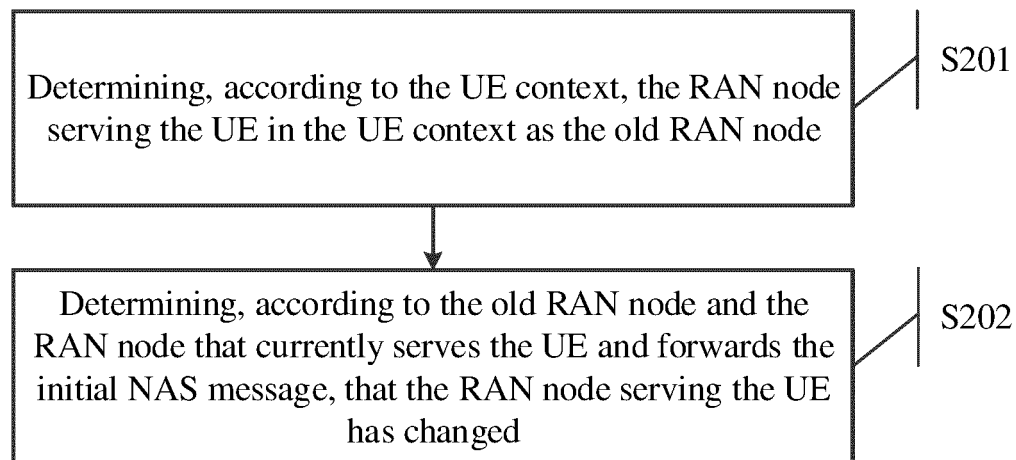 Determining, according to the UE context, the RAN node
serving the UE in the UE context as the old RAN node
S201
Determining, according to the old RAN node and the
RAN node that currently serves the UE and forwards the
initial NAS message, that the RAN node serving the UE
has changed
S202